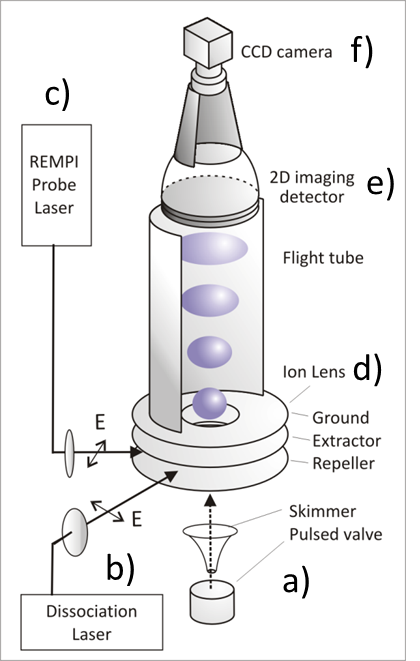 f)
CCD camera
c)
REMPI
Probe
Laser
2D imaging
detector
e)
Flight tube
Ion Lens
d)
Ground
Extractor
Repeller
E
E
Skimmer
Pulsed valve
a)
b)
Dissociation
Laser